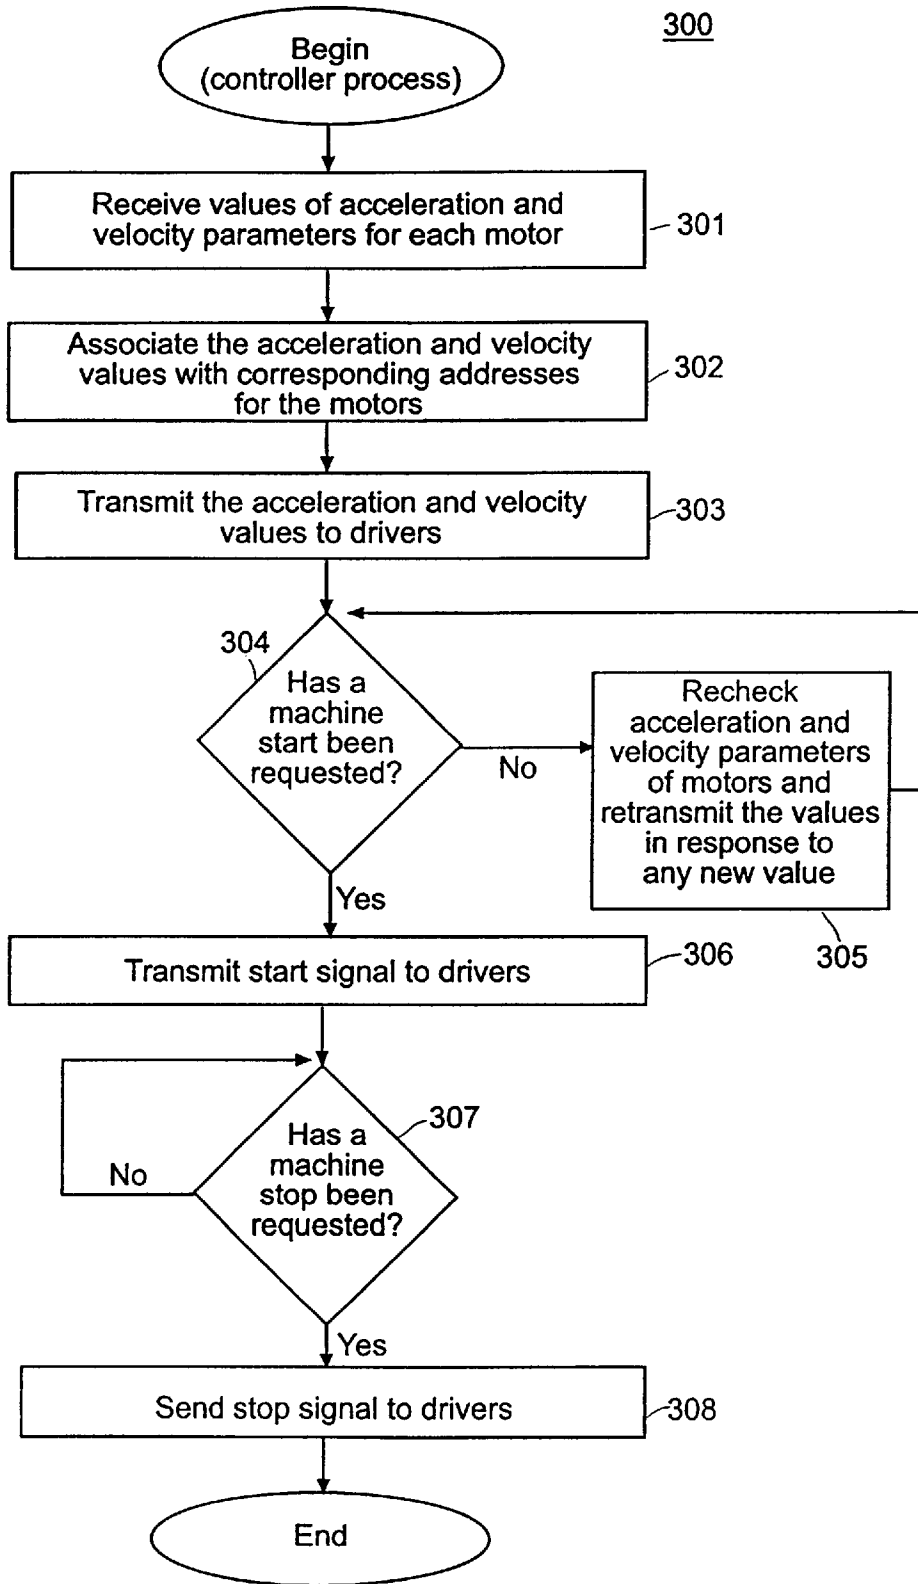 300
Begin
(controller process)
Receive values of acceleration and
velocity parameters for each motor
301
Associate the acceleration and velocity
values with corresponding addresses
for the motors
302
Transmit the acceleration and velocity
values to drivers
303
304
Has a
machine
start been
requested?
No
Recheck
acceleration and
velocity parameters
of motors and
retransmit the values
in response to
any new value
305
Yes
Transmit start signal to drivers
306
Has a
machine
stop been
requested?
307
No
Yes
Send stop signal to drivers
308
End